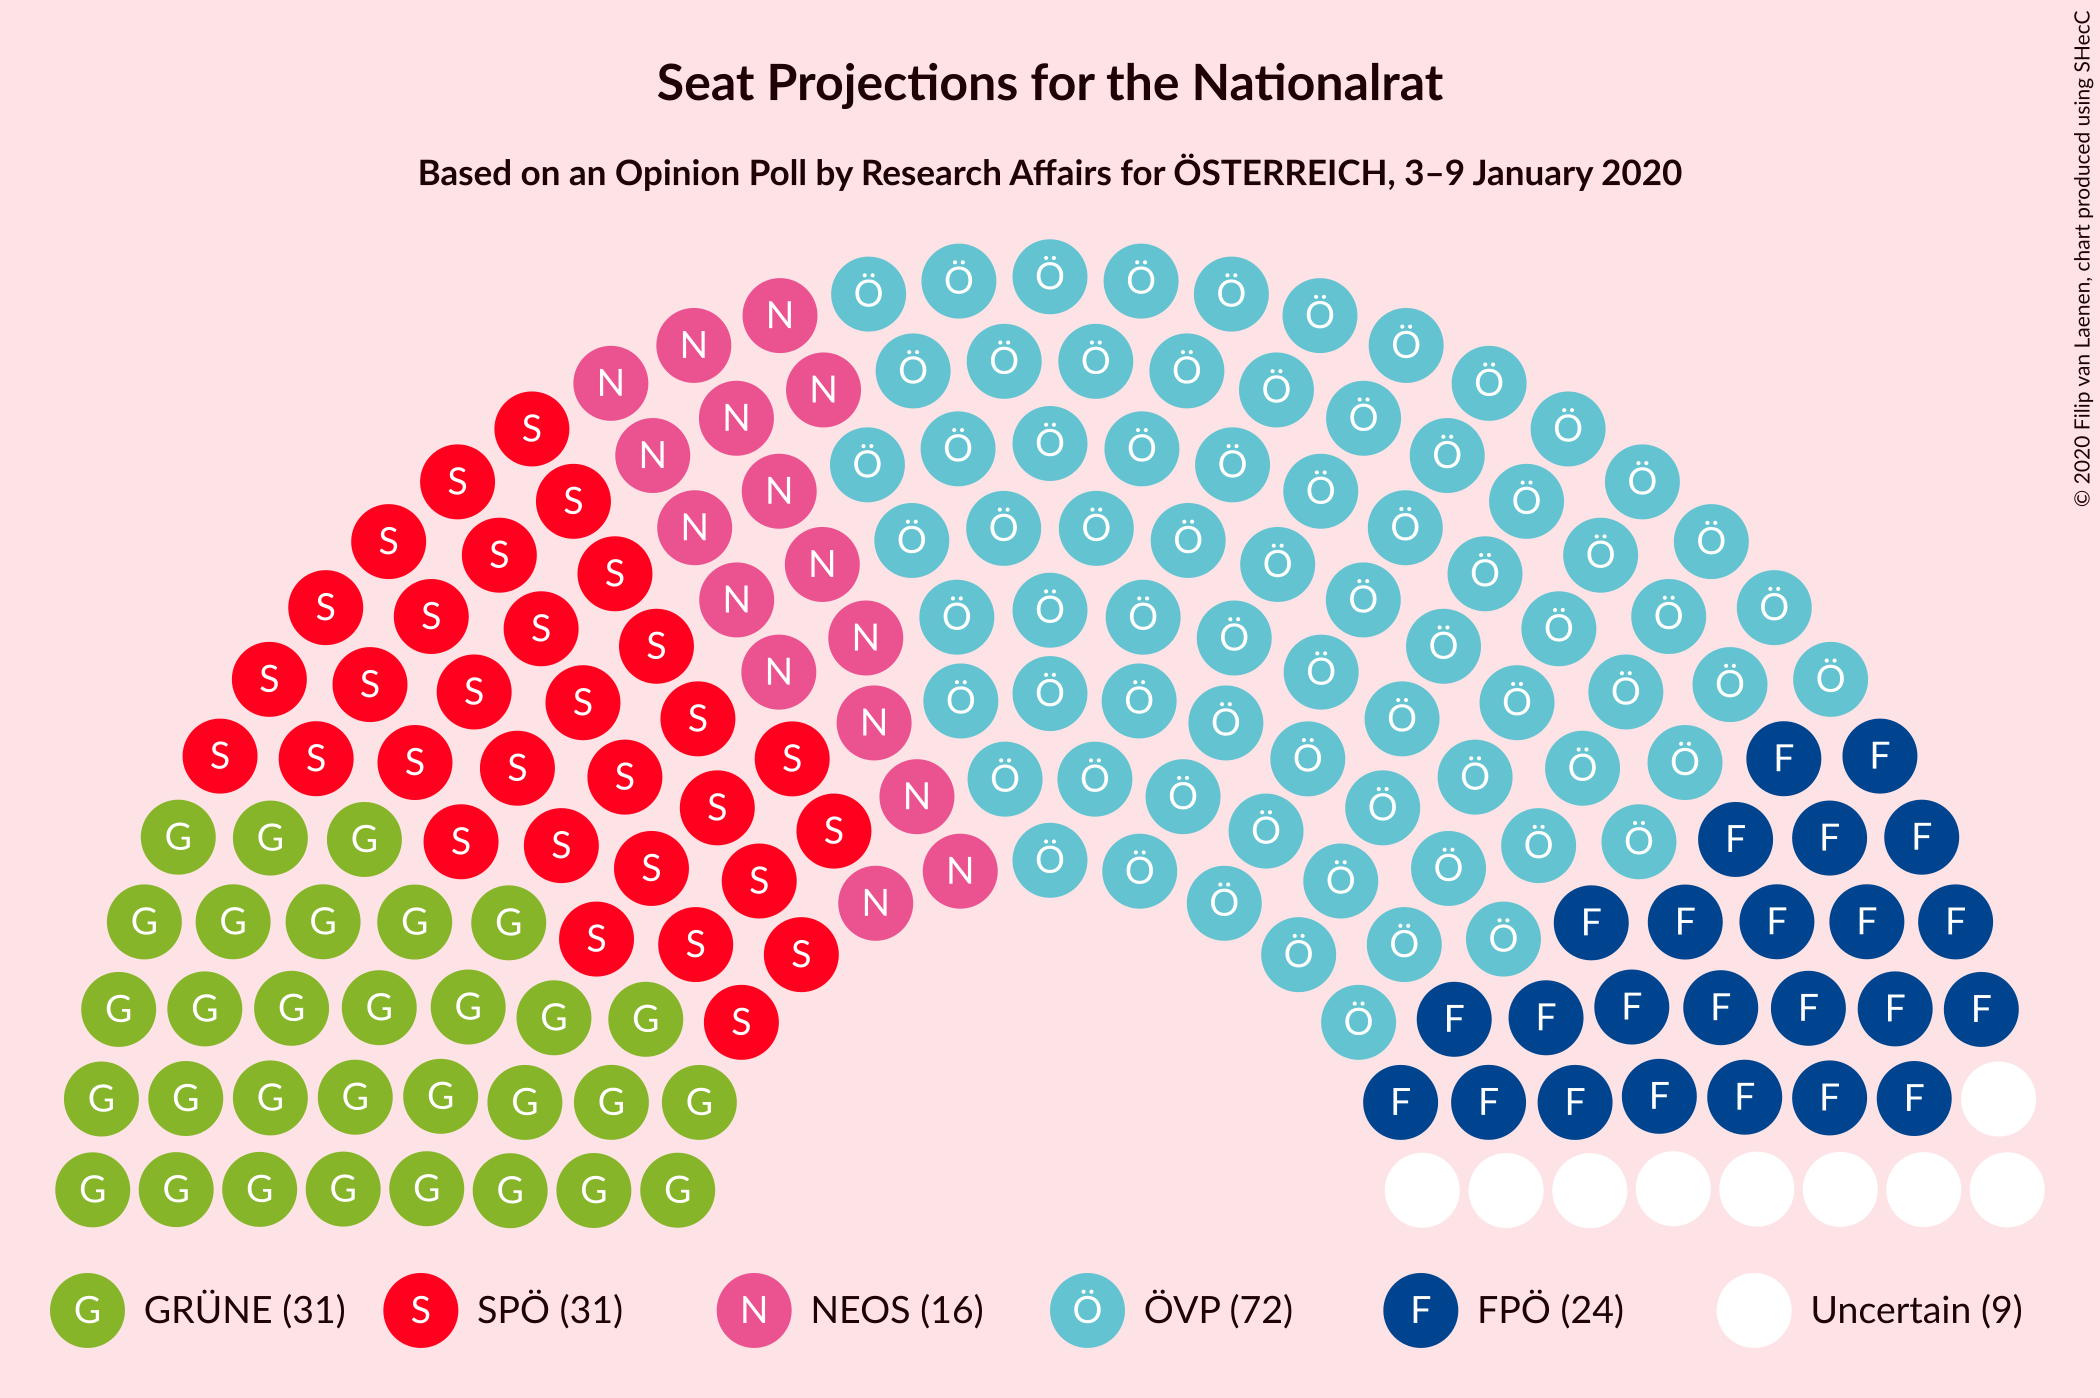 Seat Projections for the Nationalrat
Based on an Opinion Poll by Research Affairs for ÖSTERREICH, 3–9 January 2020
© 2020 Filip van Laenen, chart produced using SHecC
Ö Ö Ö Ö Ö
N Ö
N Ö
N Ö
S Ö
S Ö
S Ö
S Ö
S Ö
S F
G F
G F
G F
G
G
Ö Ö Ö Ö
N Ö
N Ö
N Ö
S Ö
S Ö
S Ö
S Ö
S F
G F
G F
G F
G F
G
Ö Ö Ö Ö Ö
N Ö
N Ö
S Ö
S Ö
S Ö
S Ö
G F
G F
G F
G F
G
Ö Ö Ö Ö
N Ö
N Ö
S Ö
S Ö
S Ö
S Ö
G F
G F
G F
G
Ö Ö Ö
N Ö
N Ö
S Ö
S Ö
S Ö
G F
G F
G F
G
Ö Ö Ö
N Ö
S Ö
S Ö
S Ö
S Ö
G F
G F
G
Ö Ö
N Ö
S Ö
S Ö
S Ö
G F
G F
G
Ö
N Ö
N Ö
S Ö
S Ö
G F
G
G GRÜNE (31) S SPÖ (31) N NEOS (16) Ö ÖVP (72) F FPÖ (24) Uncertain (9)